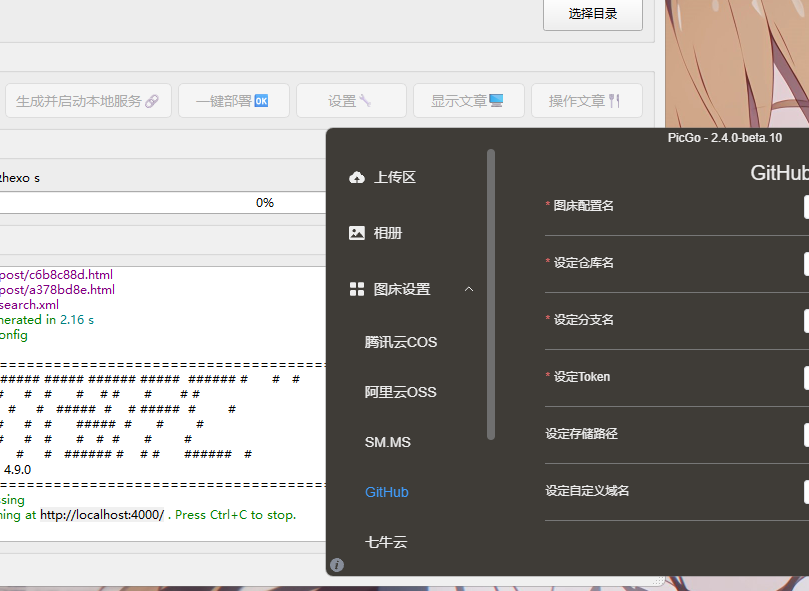 选择目录
生成并启动本地服务🔗
一键部署🆗
设置🔧
显示文章🖥️
操作文章🍴
hexo s
0%
post/c6b8c88d.html
post/a378bd8e.html
search.xml
nerated in 2.16 s
onfig
4.9.0
ssing
ning at http://localhost:4000/ . Press Ctrl+C to stop.
PicGo - 2.4.0-beta.10
上传区
相册
图床设置
腾讯云COS
阿里云OSS
SM.MS
GitHub
七牛云
GitHub
* 图床配置名
* 设定仓库名
* 设定分支名
* 设定Token
设定存储路径
设定自定义域名